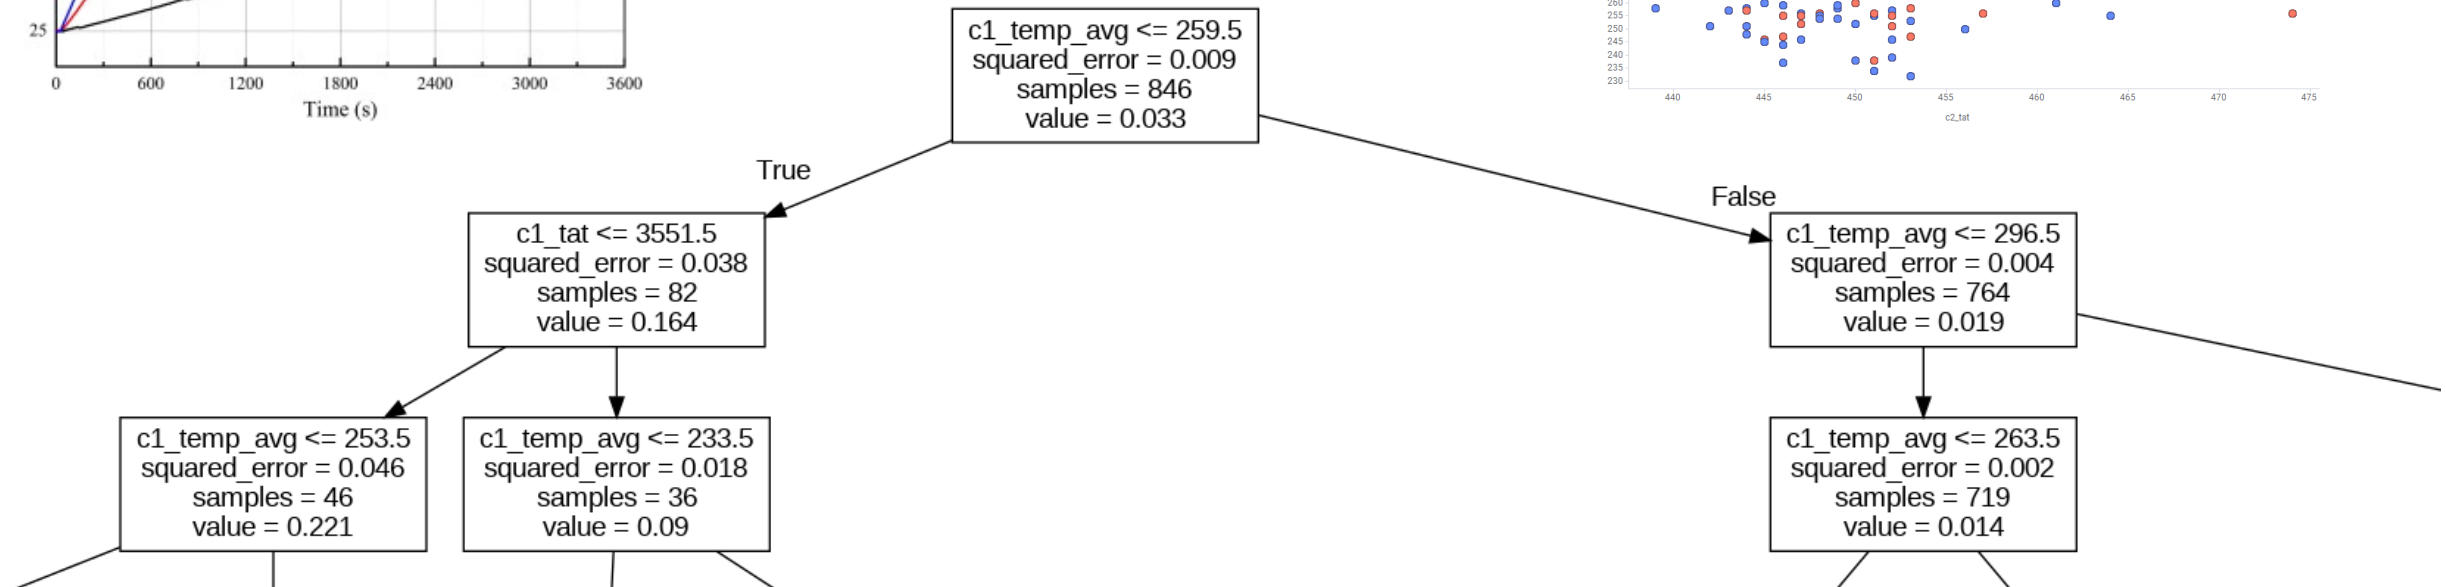 25
0 600 1200 1800 2400 3000 3600
Time (s)
c1_temp_avg <= 259.5
squared_error = 0.009
samples = 846
value = 0.033
260
255
250
245
240
235
230
440 445 450 455 460 465 470 475
c2_tat
True
False
c1_tat <= 3551.5
squared_error = 0.038
samples = 82
value = 0.164
c1_temp_avg <= 296.5
squared_error = 0.004
samples = 764
value = 0.019
c1_temp_avg <= 253.5
squared_error = 0.046
samples = 46
value = 0.221
c1_temp_avg <= 233.5
squared_error = 0.018
samples = 36
value = 0.09
c1_temp_avg <= 263.5
squared_error = 0.002
samples = 719
value = 0.014